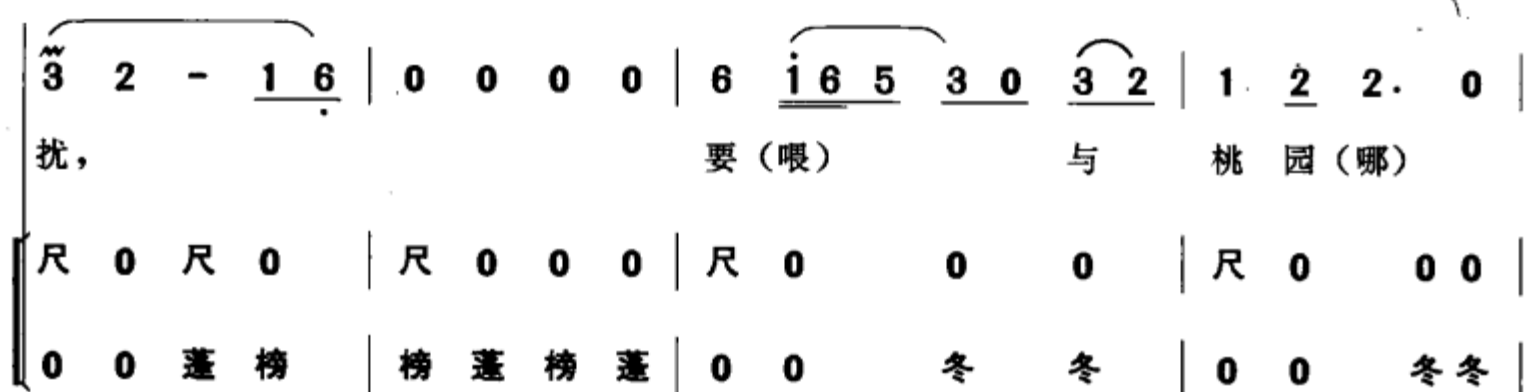 3 2 - 1 6 | 0 0 0 0 | 6 i 6 5 3 0 3 2 | 1 2 2. 0 |
扰， 要（喂） 与 桃 园（哪）
尺 0 尺 0 | 尺 0 0 0 | 尺 0 0 0 | 尺 0 0 0 |
0 0 蓬 榜 | 榜 蓬 榜 蓬 | 0 0 冬 冬 | 0 0 冬 冬 |